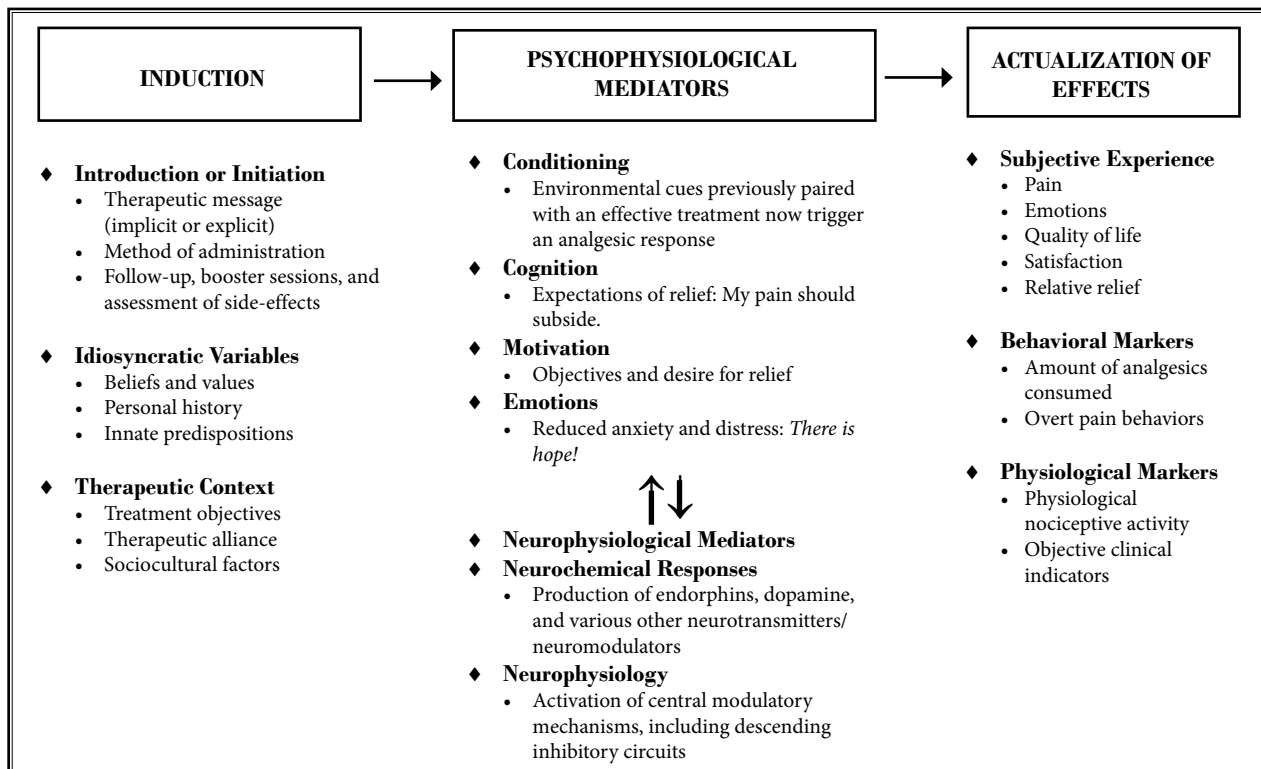 INDUCTION
♦ Introduction or Initiation
• Therapeutic message
(implicit or explicit)
• Method of administration
• Follow-up, booster sessions, and
assessment of side-effects
♦ Idiosyncratic Variables
• Beliefs and values
• Personal history
• Innate predispositions
♦ Therapeutic Context
• Treatment objectives
• Therapeutic alliance
• Sociocultural factors
PSYCHOPHYSIOLOGICAL
MEDIATORS
♦ Conditioning
• Environmental cues previously paired
with an effective treatment now trigger
an analgesic response
♦ Cognition
• Expectations of relief: My pain should
subside.
♦ Motivation
• Objectives and desire for relief
♦ Emotions
• Reduced anxiety and distress: There is
hope!
♦ Neurophysiological Mediators
♦ Neurochemical Responses
• Production of endorphins, dopamine,
and various other neurotransmitters/
neuromodulators
♦ Neurophysiology
• Activation of central modulatory
mechanisms, including descending
inhibitory circuits
ACTUALIZATION OF
EFFECTS
♦ Subjective Experience
• Pain
• Emotions
• Quality of life
• Satisfaction
• Relative relief
♦ Behavioral Markers
• Amount of analgesics
consumed
• Overt pain behaviors
♦ Physiological Markers
• Physiological
nociceptive activity
• Objective clinical
indicators